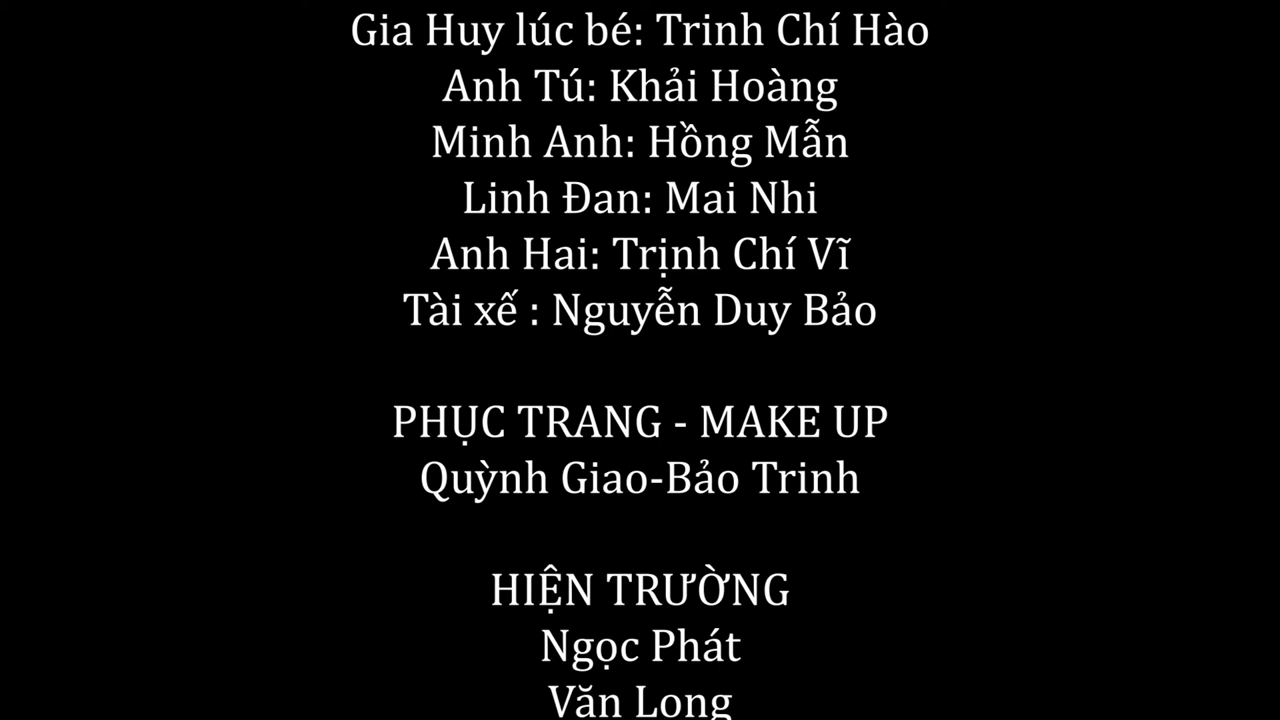 Gia Huy lúc bé: Trinh Chí Hào
Anh Tú: Khải Hoàng
Minh Anh: Hồng Mẫn
Linh Đan: Mai Nhi
Anh Hai: Trịnh Chí Vĩ
Tài xế : Nguyễn Duy Bảo
PHỤC TRANG - MAKE UP
Quỳnh Giao-Bảo Trinh
HIỆN TRƯỜNG
Ngọc Phát
Văn Long